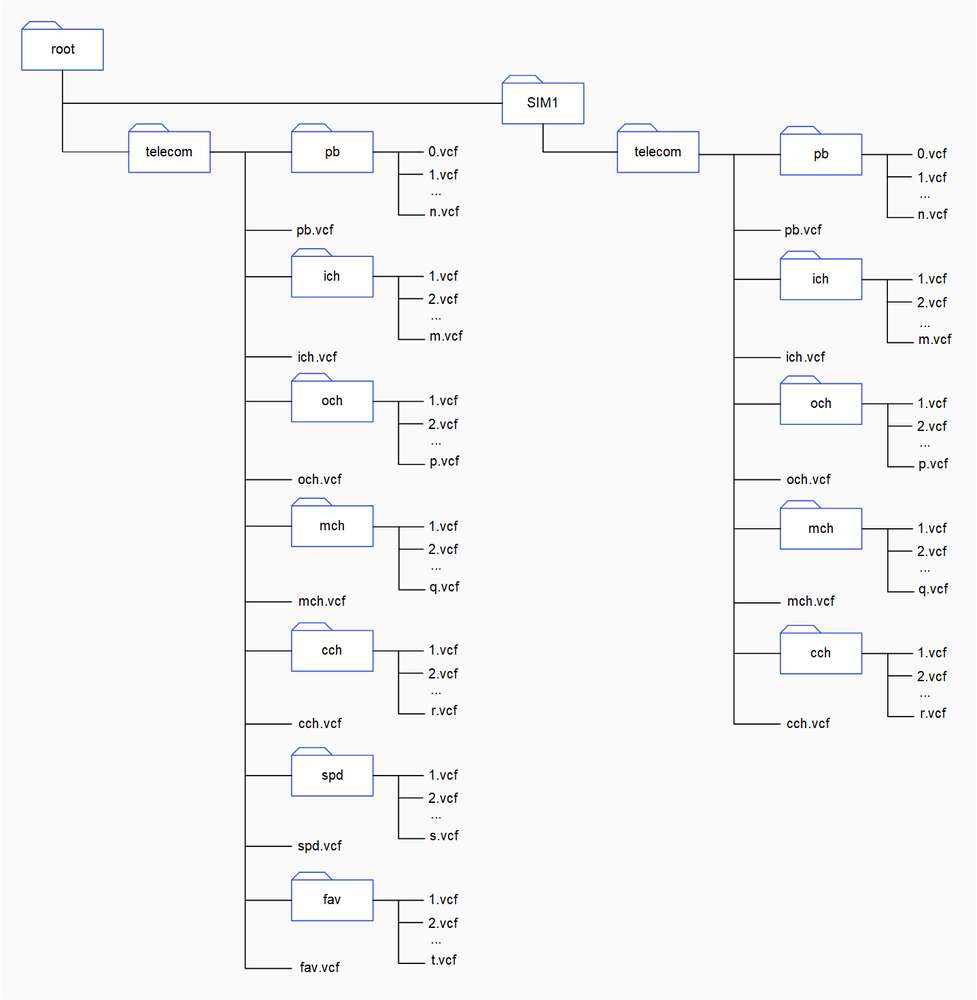 root
SIM1
telecom
pb
0.vcf
1.vcf
...
n.vcf
pb.vcf
ich
1.vcf
2.vcf
...
m.vcf
ich.vcf
och
1.vcf
2.vcf
...
p.vcf
och.vcf
mch
1.vcf
2.vcf
...
q.vcf
mch.vcf
cch
1.vcf
2.vcf
...
r.vcf
cch.vcf
spd
1.vcf
2.vcf
...
s.vcf
spd.vcf
fav
1.vcf
2.vcf
...
t.vcf
fav.vcf
telecom
pb
0.vcf
1.vcf
...
n.vcf
pb.vcf
ich
1.vcf
2.vcf
...
m.vcf
ich.vcf
och
1.vcf
2.vcf
...
p.vcf
och.vcf
mch
1.vcf
2.vcf
...
q.vcf
mch.vcf
cch
1.vcf
2.vcf
...
r.vcf
cch.vcf